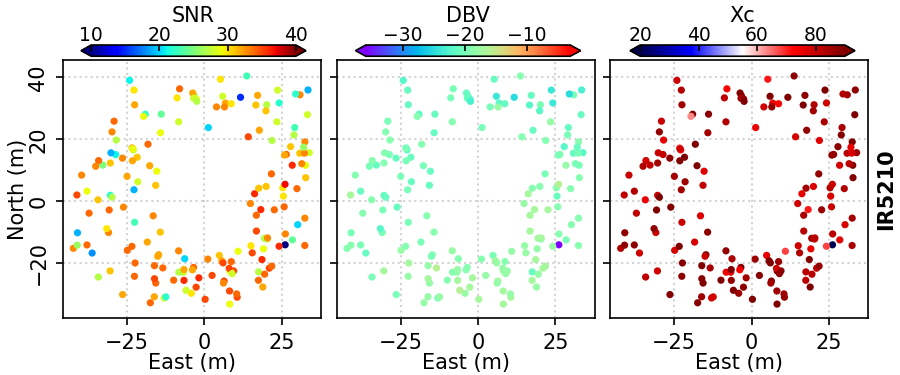 SNR DBV Xc
10 20 30 40 −30 −20 −10 20 40 60 80
40
20
0
−20
North (m)
IR5210
−25 0 25 −25 0 25 −25 0 25
East (m) East (m) East (m)